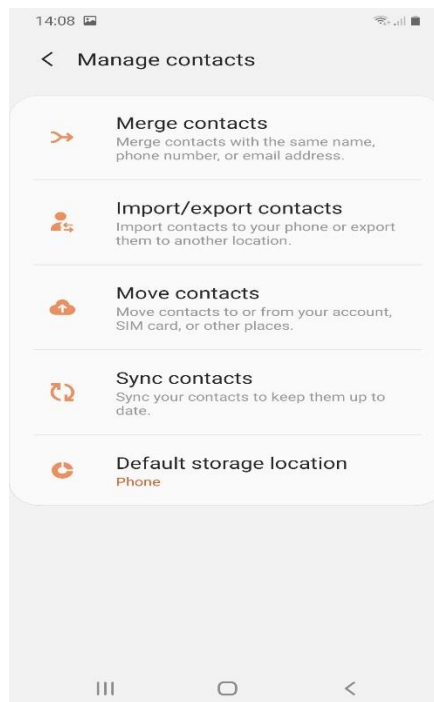 14:08
Manage contacts
Merge contacts
Merge contacts with the same name,
phone number, or email address.
Import/export contacts
Import contacts to your phone or export
them to another location.
Move contacts
Move contacts to or from your account,
SIM card, or other places.
Sync contacts
Sync your contacts to keep them up to
date.
Default storage location
Phone